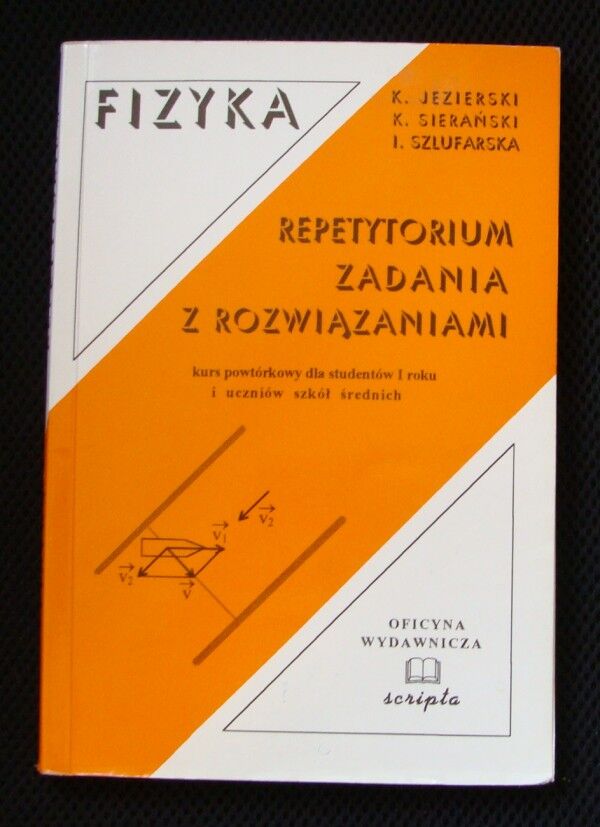 FIZYKA
K. JEZIERSKI
K. SIERAŃSKI
I. SZLUFARSKA
REPETYTORIUM
ZADANIA
Z ROZWIĄZANIAMI
kurs powtórkowy dla studentów I roku
i uczniów szkół średnich
v₂
v₁
v₂
v
OFICYNA
WYDAWNICZA
scripta